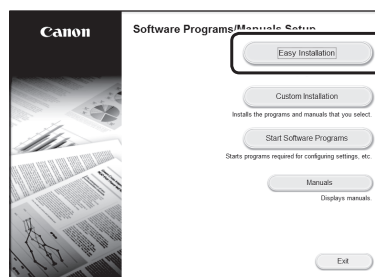 Canon
Software Programs/Manuals Setup
Easy Installation
Custom Installation
Installs the programs and manuals that you select.
Start Software Programs
Starts programs required for configuring settings, etc.
Manuals
Displays manuals.
Exit